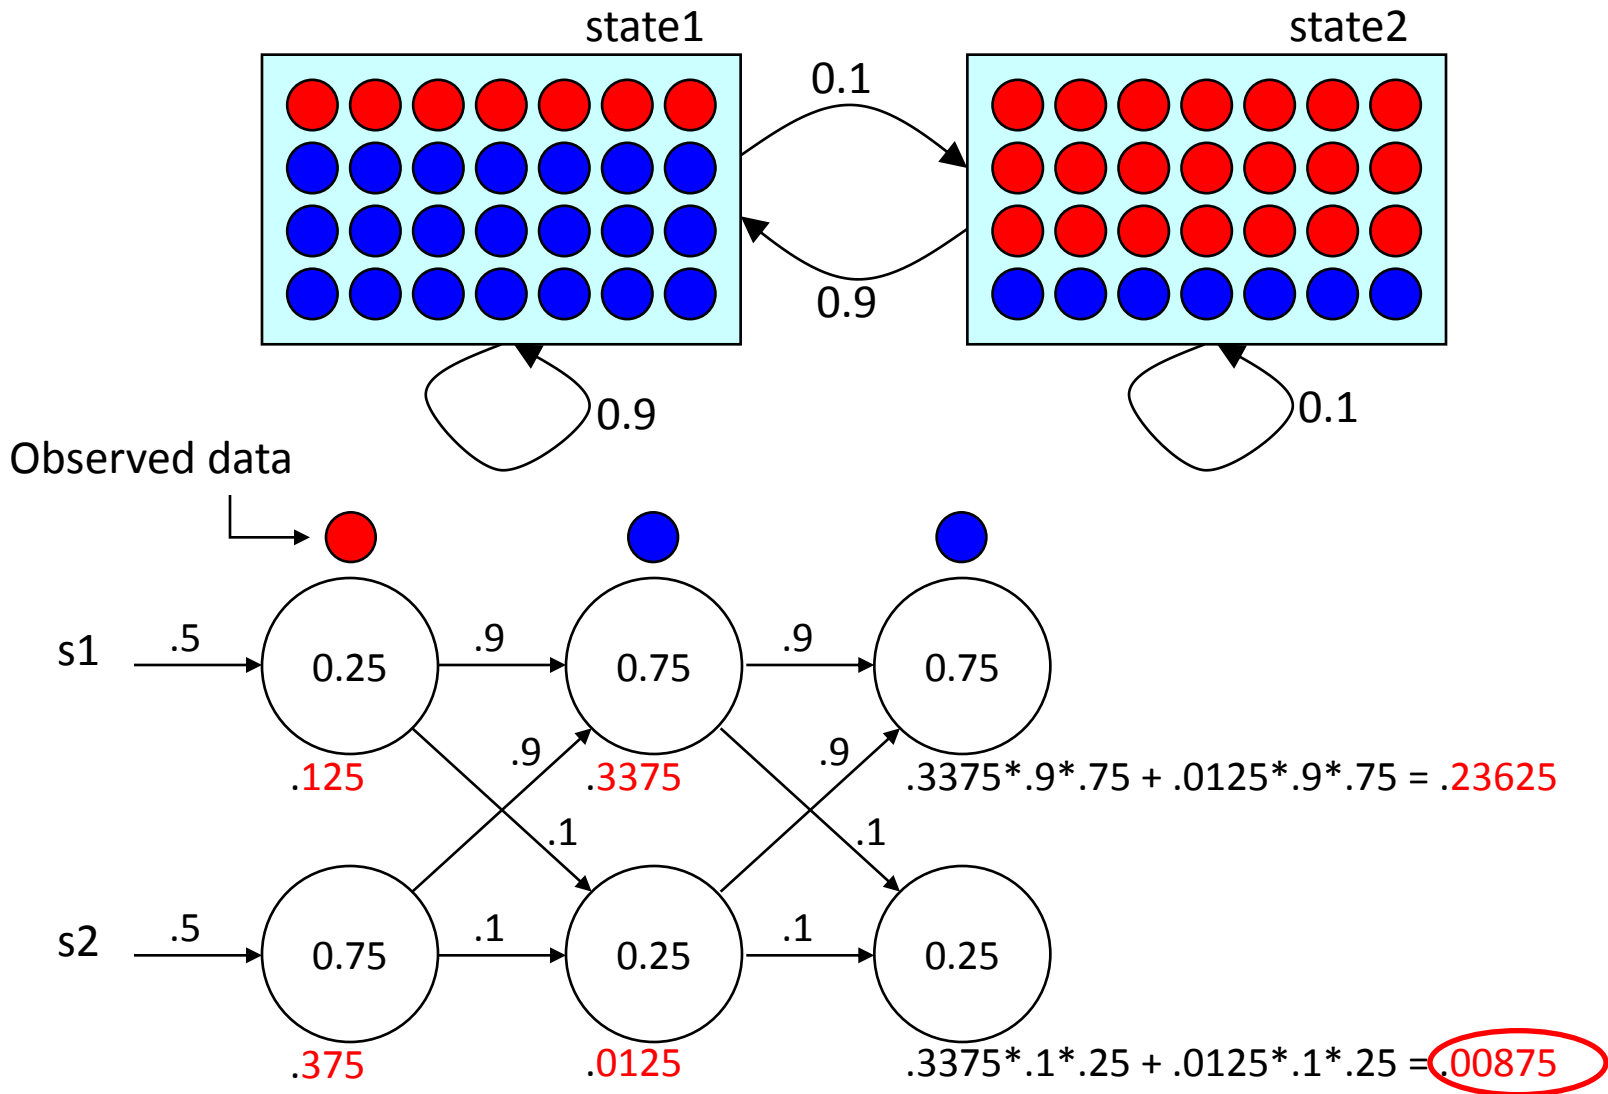 state1 state2
0.1
0.9
0.9 0.1
Observed data
s1 .5 0.25 .9 0.75 .9 0.75
.9 .9
.125 .3375 .3375*.9*.75 + .0125*.9*.75 = .23625
.1 .1
s2 .5 0.75 .1 0.25 .1 0.25
.375 .0125 .3375*.1*.25 + .0125*.1*.25 = .00875